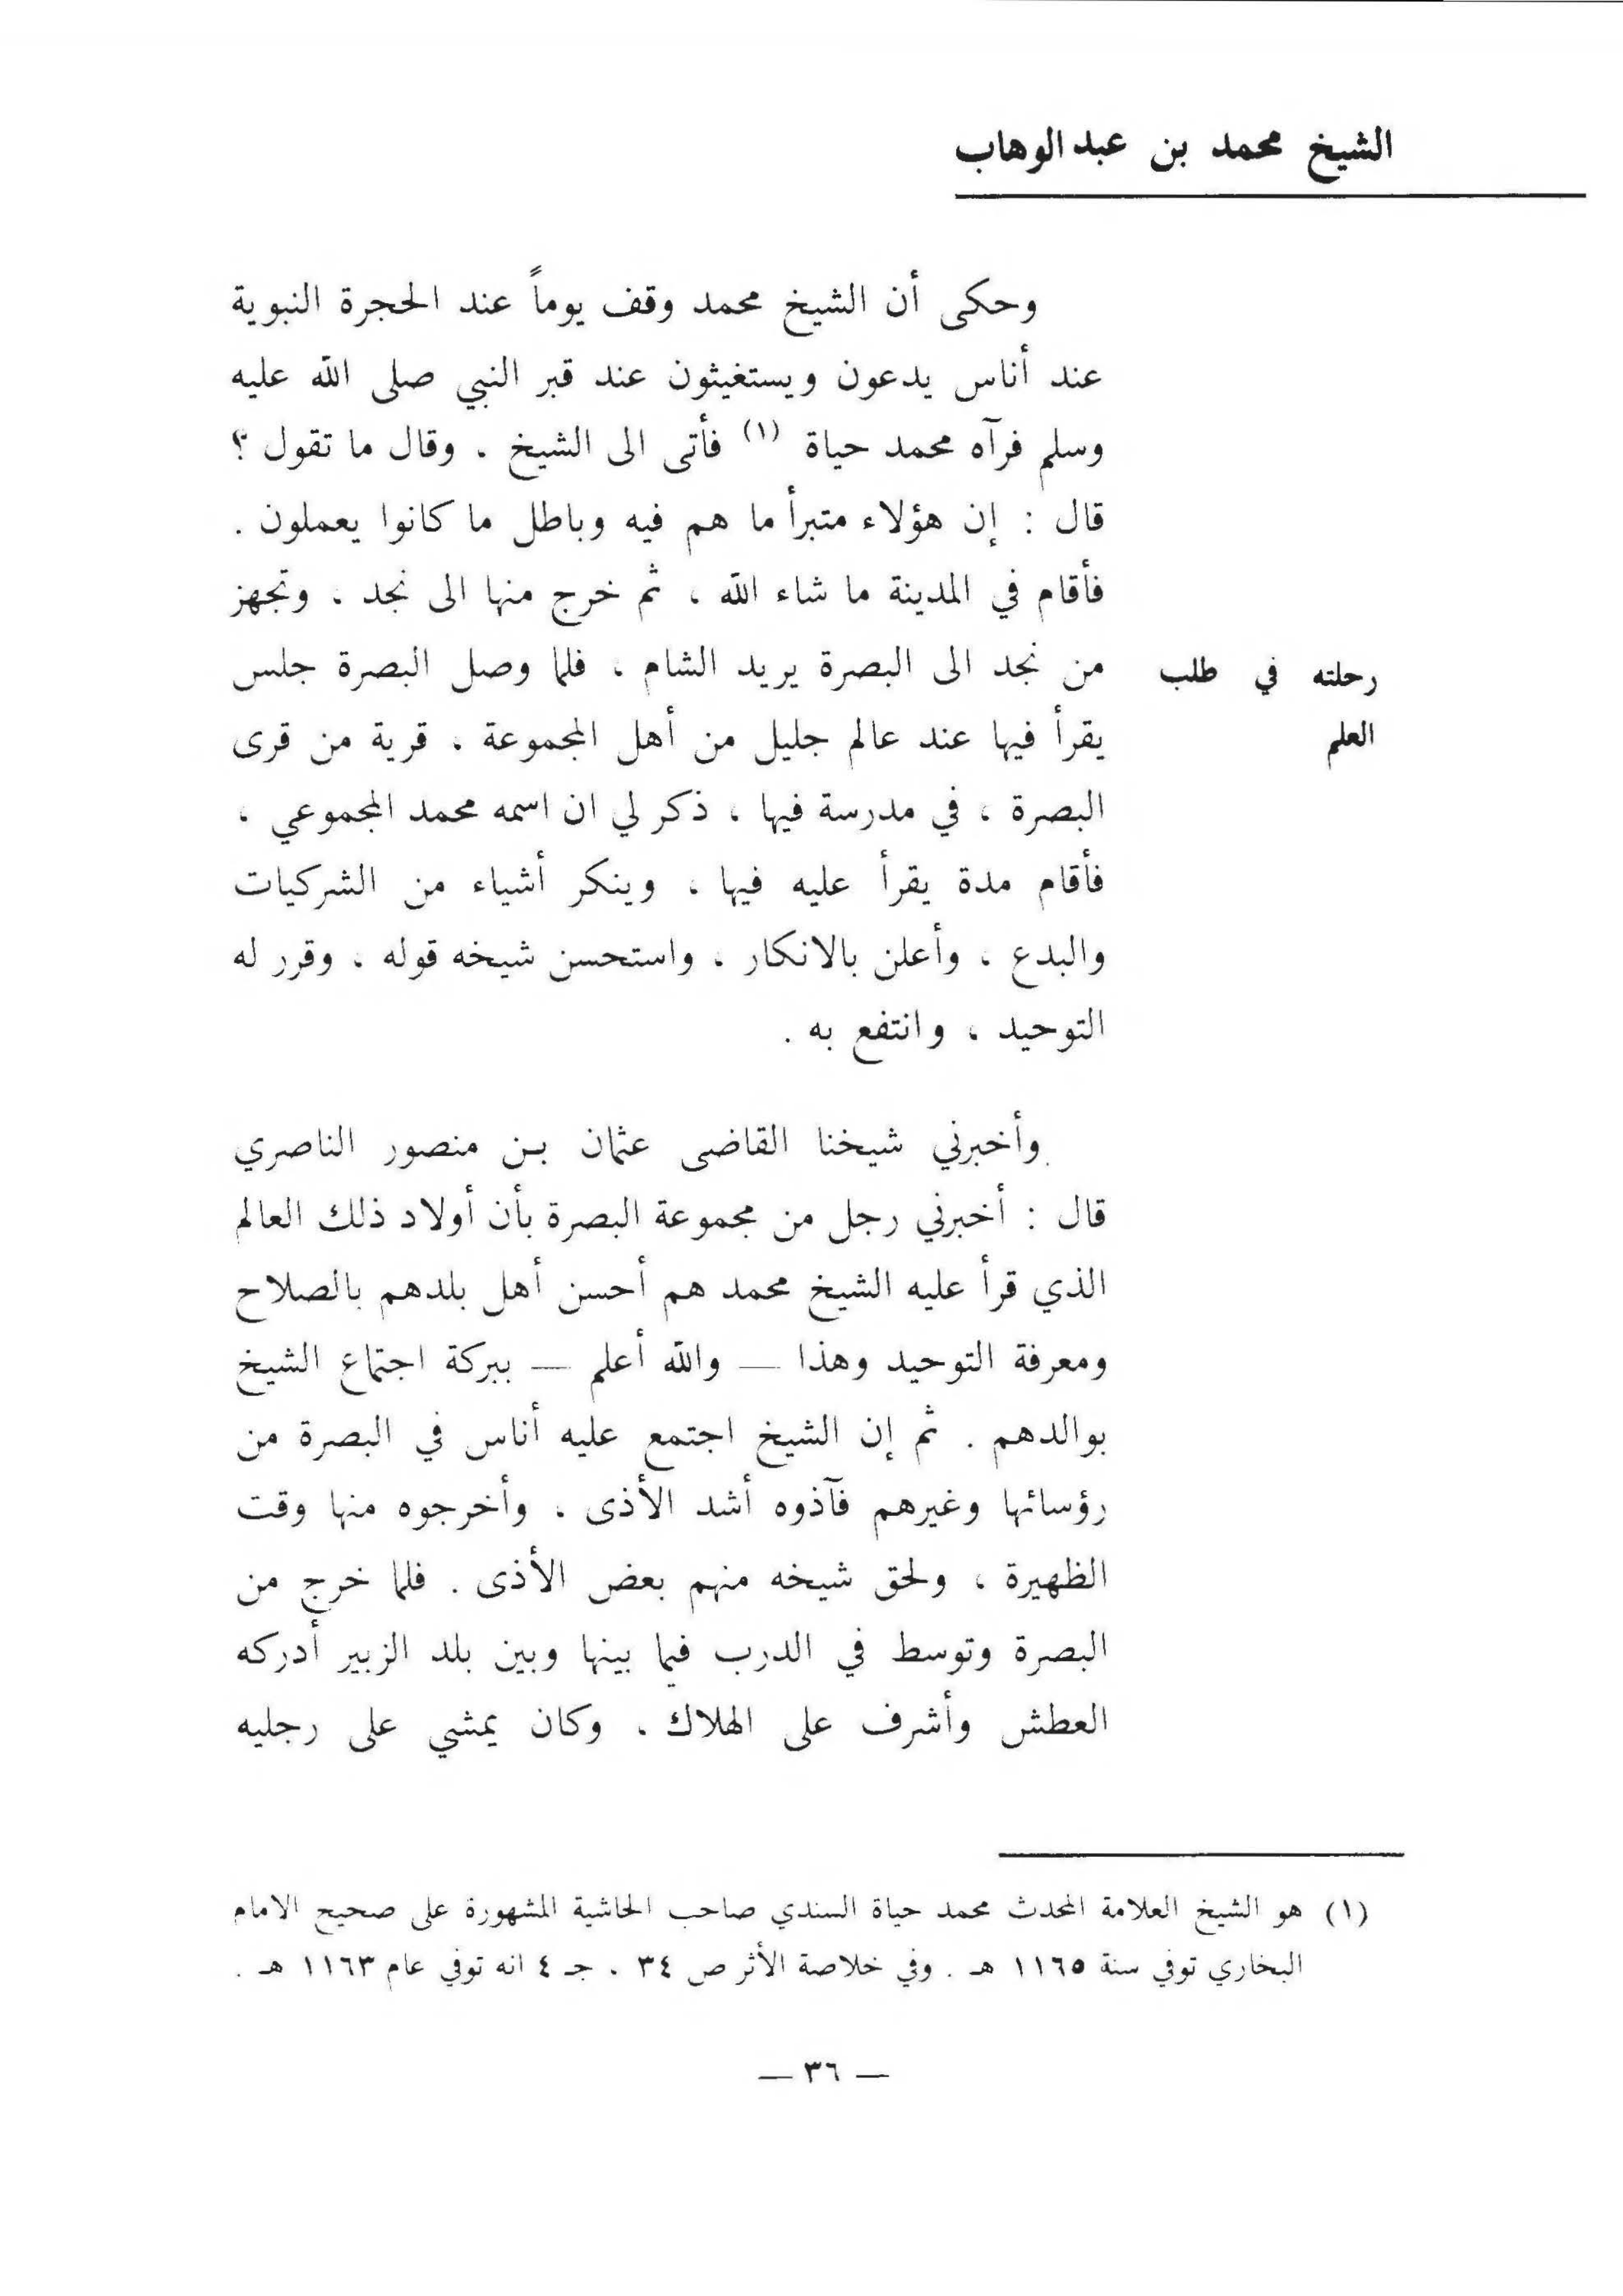 الشيخ محمد بن عبدالوهاب
وحكى أن الشيخ محمد وقف يوماً عند الحجرة النبوية
عند أناس يدعون ويستغيثون عند قبر النبي صلى الله عليه
وسلم فرآه محمد حياة (١) فأتى الى الشيخ ، وقال ما تقول ؟
قال : إن هؤلاء متبرأ ما هم فيه وباطل ما كانوا يعملون .
فأقام في المدينة ما شاء الله ، ثم خرج منها الى نجد ، وتجهز
من نجد الى البصرة يريد الشام ، فلما وصل البصرة جلس
رحلته في طلب
العلم
يقرأ فيها عند عالم جليل من أهل المجموعة ، قرية من قرى
البصرة ، في مدرسة فيها ، ذكر لي ان اسمه محمد المجموعي ،
فأقام مدة يقرأ عليه فيها ، وينكر أشياء من الشركيات
والبدع ، وأعلن بالانكار ، واستحسن شيخه قوله ، وقرر له
التوحيد ، وانتفع به .
وأخبرني شيخنا القاضى عثمان بن منصور الناصري
قال : أخبرني رجل من مجموعة البصرة بأن أولاد ذلك العالم
الذي قرأ عليه الشيخ محمد هم أحسن أهل بلدهم بالصلاح
ومعرفة التوحيد وهذا — والله أعلم — ببركة اجتماع الشيخ
بوالدهم . ثم إن الشيخ اجتمع عليه أناس في البصرة من
رؤسائها وغيرهم فآذوه أشد الأذى ، وأخرجوه منها وقت
الظهيرة ، ولحق شيخه منهم بعض الأذى . فلما خرج من
البصرة وتوسط في الدرب فيما بينها وبين بلد الزبير أدركه
العطش وأشرف على الهلاك ، وكان يمشي على رجليه
(١) هو الشيخ العلامة المحدث محمد حياة السندي صاحب الحاشية المشهورة على صحيح الامام
البخاري توفي سنة ١١٦٥ هـ . وفي خلاصة الأثر ص ٣٤ ، جـ ٤ انه توفي عام ١١٦٣ هـ .
— ٣٦ —